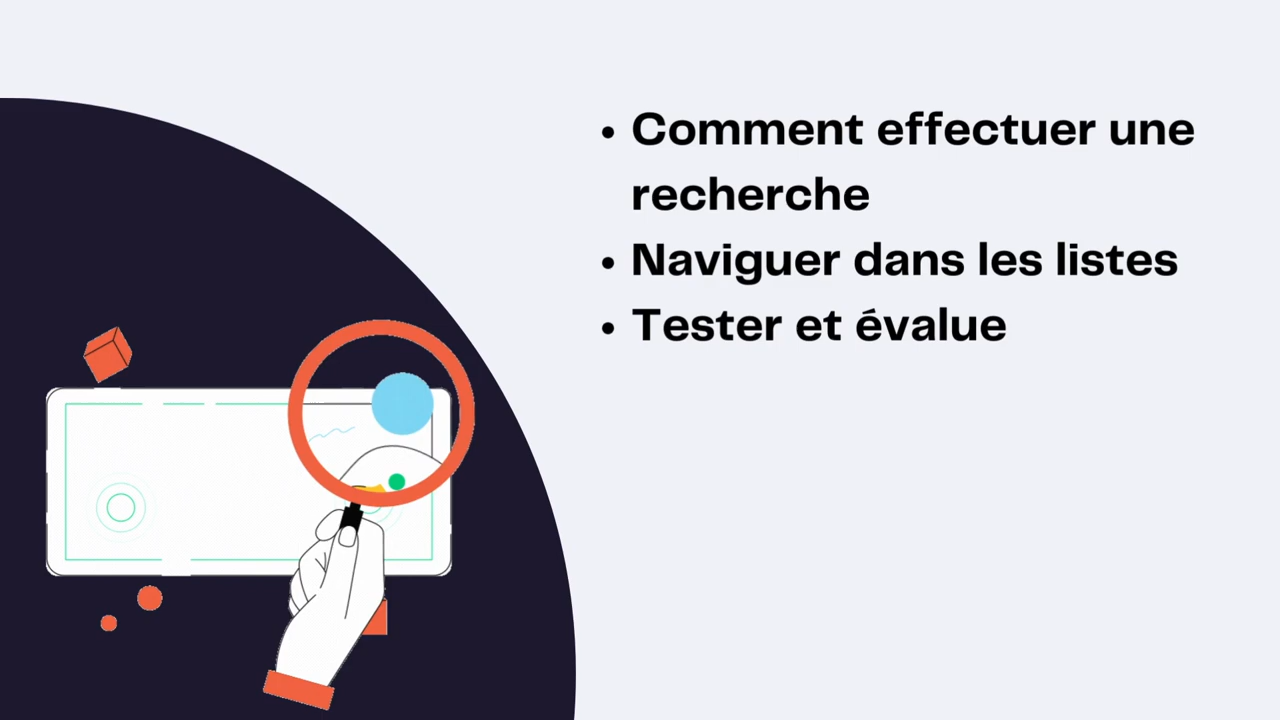 • Comment effectuer une
recherche
• Naviguer dans les listes
• Tester et évalue